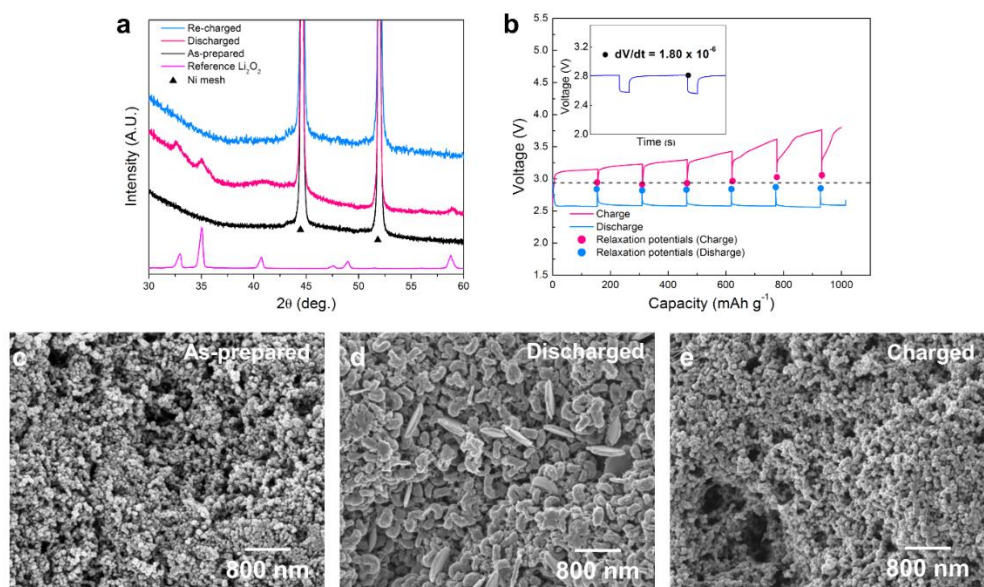 a
Re-charged
Discharged
As-prepared
Reference Li₂O₂
Ni mesh
Intensity (A.U.)
30 35 40 45 50 55 60
2θ (deg.)
b
5.5
5.0
4.5
4.0
3.5
3.0
2.5
2.0
1.5
Voltage (V)
3.6
2.8
2.0
Voltage (V)
dV/dt = 1.80 x 10⁻⁶
Time (s)
Charge
Discharge
Relaxation potentials (Charge)
Relaxation potentials (Disharge)
0 200 400 600 800 1000
Capacity (mAh g⁻¹)
c
As-prepared
800 nm
d
Discharged
800 nm
e
Charged
800 nm